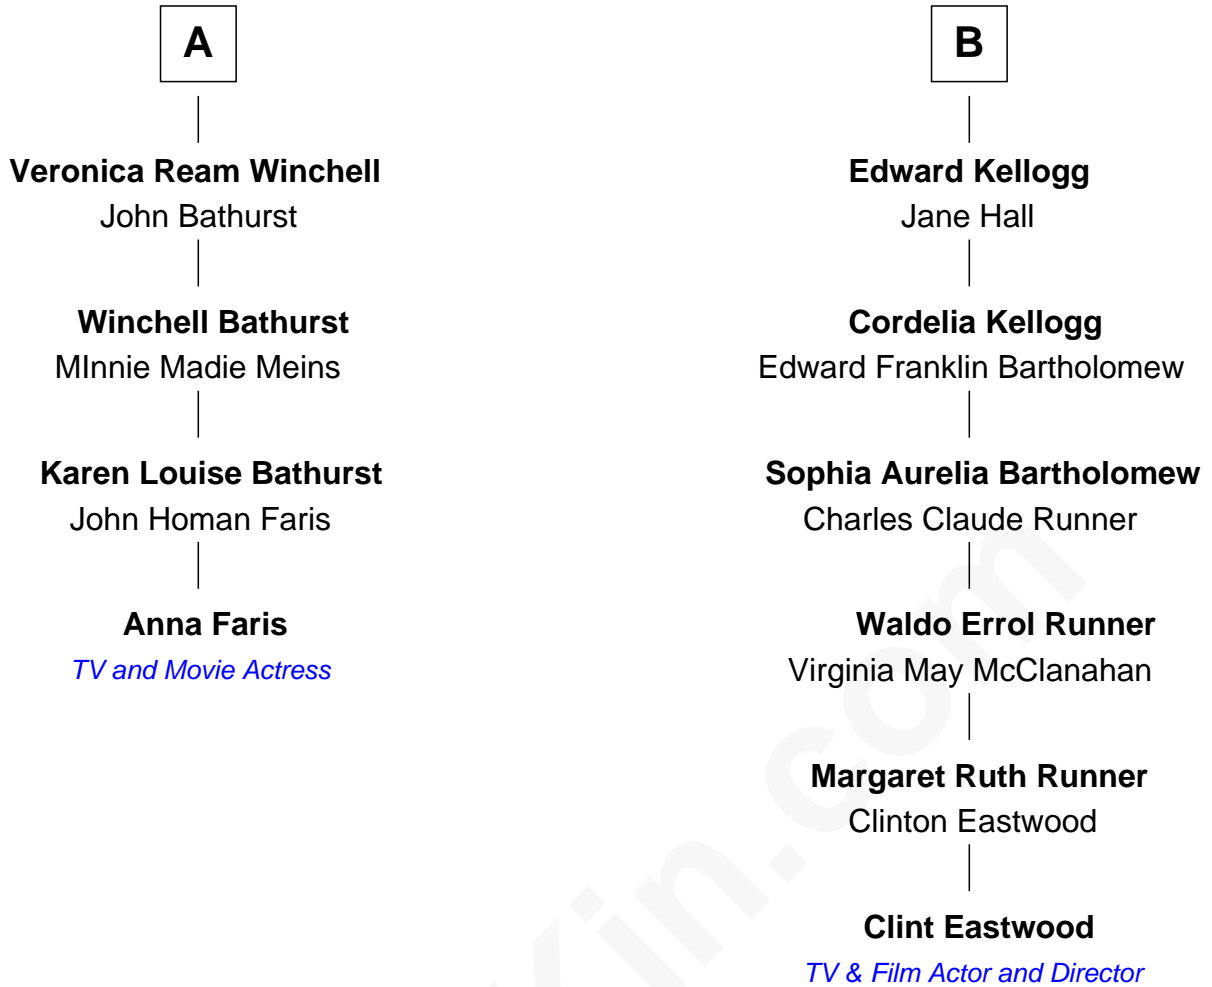 A
Veronica Ream Winchell
John Bathurst
Winchell Bathurst
MInnie Madie Meins
Karen Louise Bathurst
John Homan Faris
Anna Faris
TV and Movie Actress
B
Edward Kellogg
Jane Hall
Cordelia Kellogg
Edward Franklin Bartholomew
Sophia Aurelia Bartholomew
Charles Claude Runner
Waldo Errol Runner
Virginia May McClanahan
Margaret Ruth Runner
Clinton Eastwood
Clint Eastwood
TV & Film Actor and Director
Kin.com